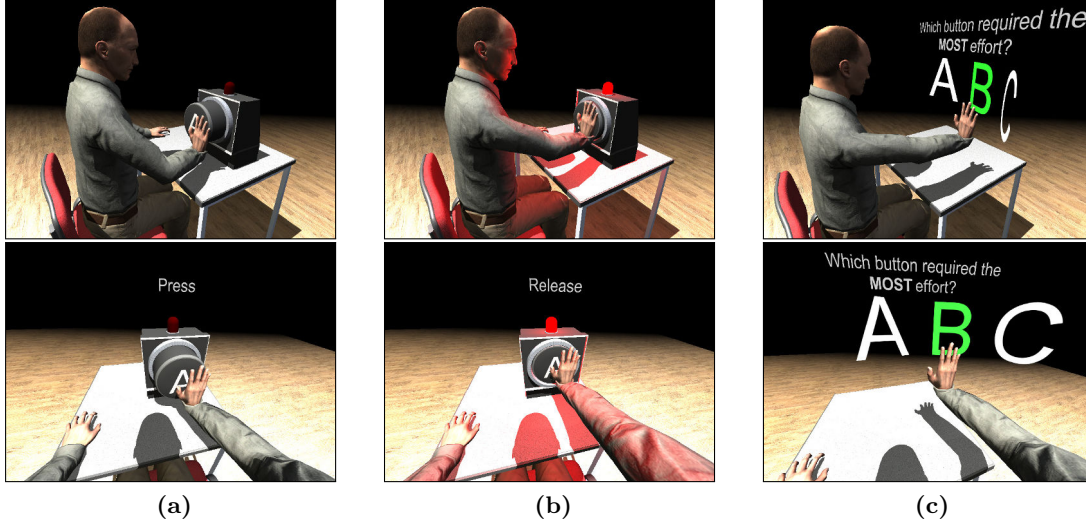 A
Which button required the
MOST effort?
A B C
Press
A
Release
A
Which button required the
MOST effort?
A B C
(a)
(b)
(c)